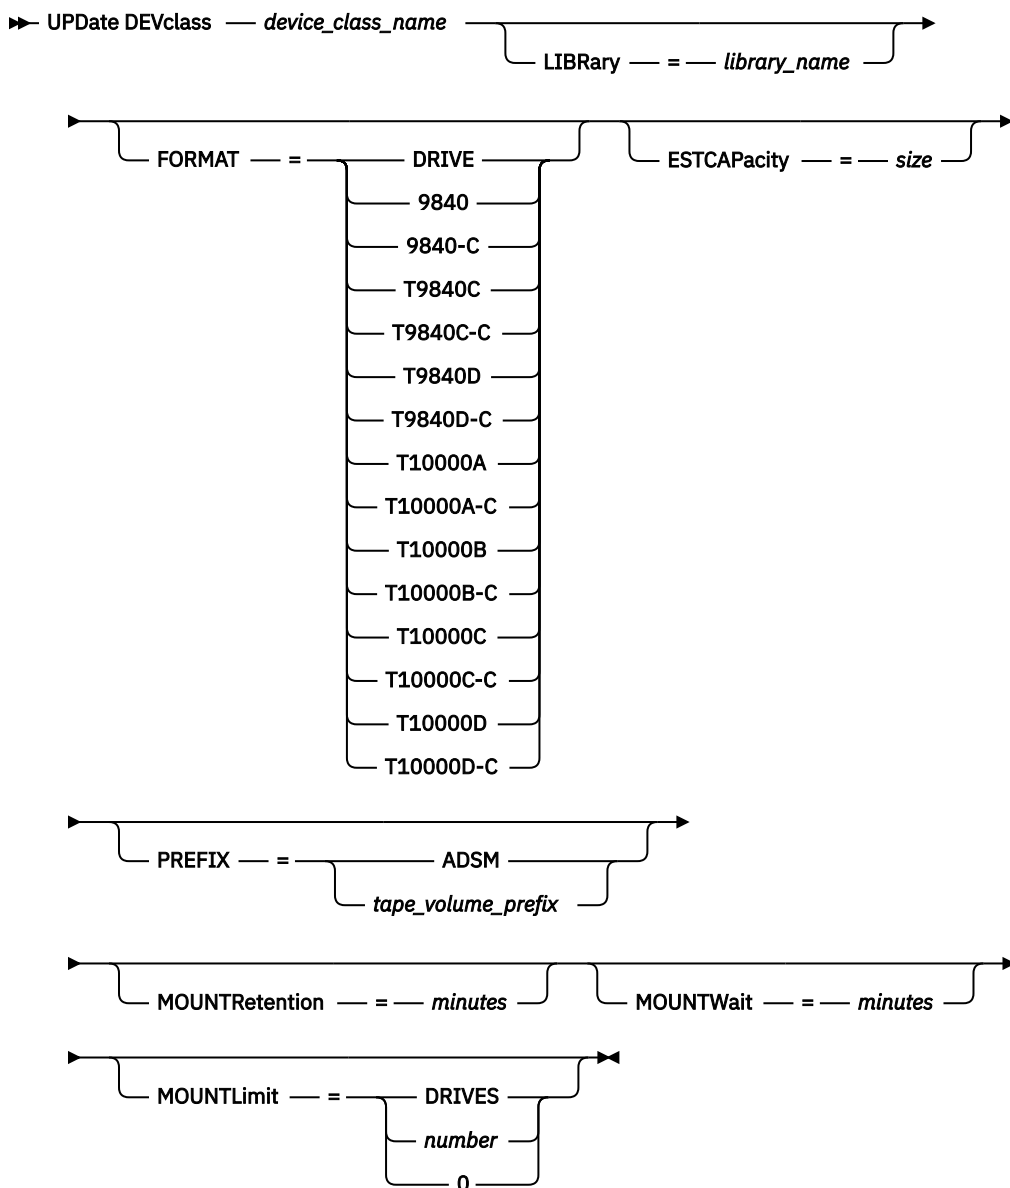 UPDate DEVclass device_class_name
LIBRary = library_name
FORMAT = DRIVE
9840
9840-C
T9840C
T9840C-C
T9840D
T9840D-C
T10000A
T10000A-C
T10000B
T10000B-C
T10000C
T10000C-C
T10000D
T10000D-C
ESTCAPacity = size
PREFIX = ADSM
tape_volume_prefix
MOUNTRetention = minutes
MOUNTWait = minutes
MOUNTLimit = DRIVES
number
0